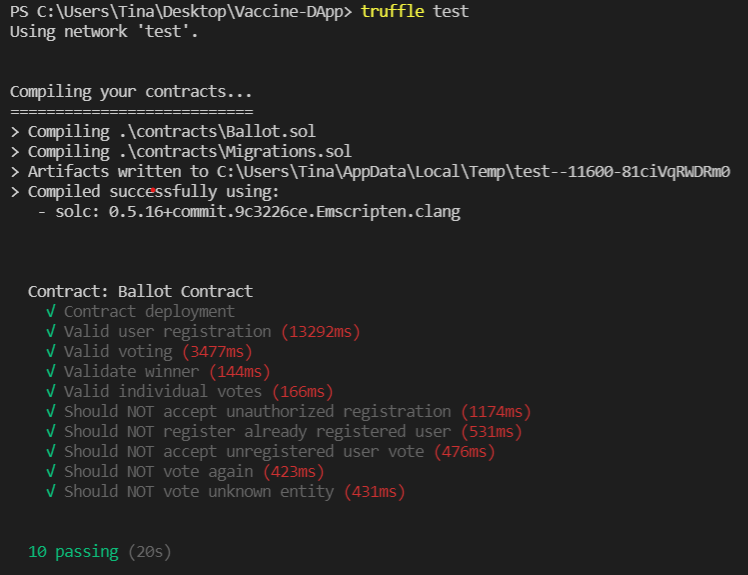 PS C:\Users\Tina\Desktop\Vaccine-DApp> truffle test
Using network 'test'.
Compiling your contracts...
===========================
> Compiling .\contracts\Ballot.sol
> Compiling .\contracts\Migrations.sol
> Artifacts written to C:\Users\Tina\AppData\Local\Temp\test--11600-81ciVqRWDRm0
> Compiled successfully using:
- solc: 0.5.16+commit.9c3226ce.Emscripten.clang
Contract: Ballot Contract
√ Contract deployment
√ Valid user registration (13292ms)
√ Valid voting (3477ms)
√ Validate winner (144ms)
√ Valid individual votes (166ms)
√ Should NOT accept unauthorized registration (1174ms)
√ Should NOT register already registered user (531ms)
√ Should NOT accept unregistered user vote (476ms)
√ Should NOT vote again (423ms)
√ Should NOT vote unknown entity (431ms)
10 passing (20s)